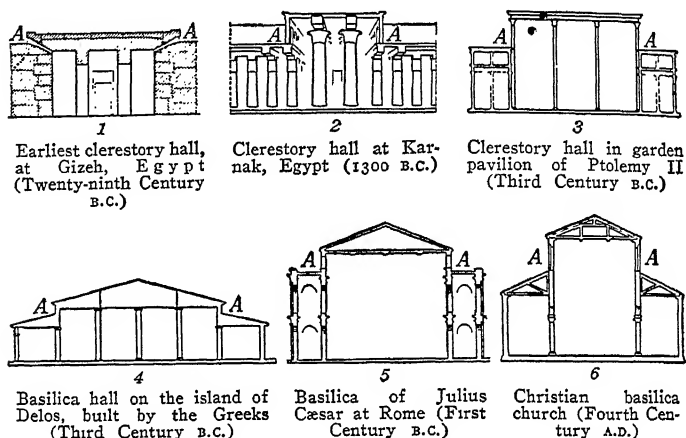 A A
1
Earliest clerestory hall,
at Gizeh, Egypt
(Twenty-ninth Century
B.C.)
A A
2
Clerestory hall at Kar-
nak, Egypt (1300 B.C.)
A A
3
Clerestory hall in garden
pavilion of Ptolemy II
(Third Century B.C.)
A A
4
Basilica hall on the island of
Delos, built by the Greeks
(Third Century B.C.)
A A
5
Basilica of Julius
Cæsar at Rome (First
Century B.C.)
A A
6
Christian basilica
church (Fourth Cen-
tury A.D.)